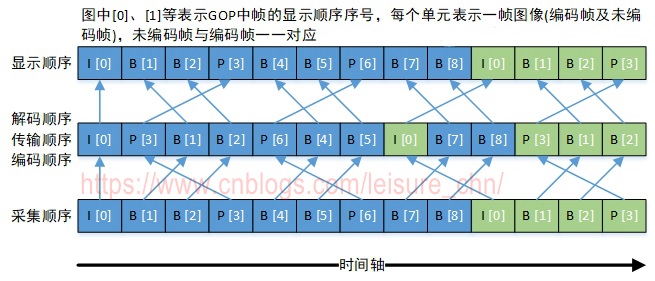 图中[0]、[1]等表示GOP中帧的显示顺序序号，每个单元表示一帧图像(编码帧及未编
码帧)，未编码帧与编码帧一一对应
显示顺序 I [0] B [1] B [2] P [3] B [4] B [5] P [6] B [7] B [8] I [0] B [1] B [2] P [3]
解码顺序
传输顺序 I [0] P [3] B [1] B [2] P [6] B [4] B [5] I [0] B [7] B [8] P [3] B [1] B [2]
编码顺序
https://www.cnblogs.com/leisure_chn/
采集顺序 I [0] B [1] B [2] P [3] B [4] B [5] P [6] B [7] B [8] I [0] B [1] B [2] P [3]
时间轴